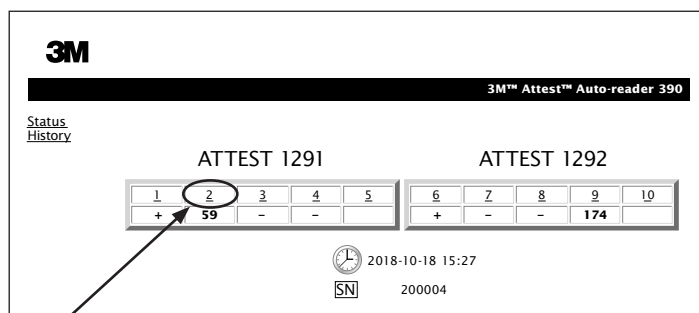 3M
3M™ Attest™ Auto-reader 390
Status
History
ATTEST 1291
ATTEST 1292
1 2 3 4 5
6 7 8 9 10
+ 59 – –
+ – – 174
2018-10-18 15:27
SN 200004